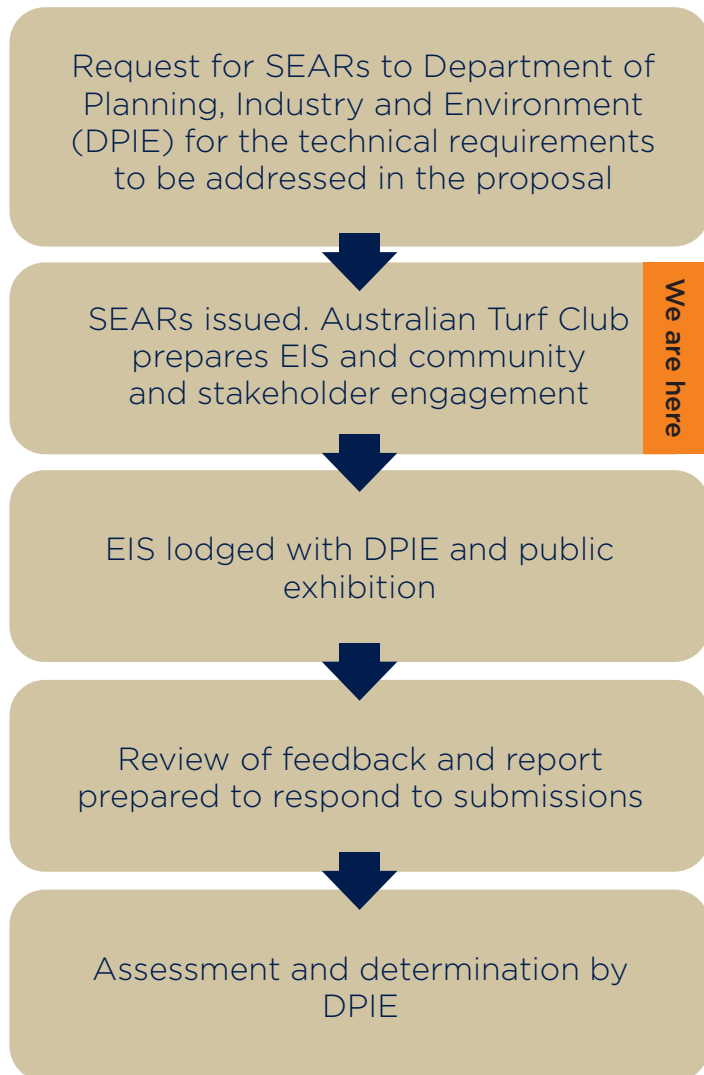 Request for SEARs to Department of
Planning, Industry and Environment
(DPIE) for the technical requirements
to be addressed in the proposal
SEARs issued. Australian Turf Club
prepares EIS and community
and stakeholder engagement
We are here
EIS lodged with DPIE and public
exhibition
Review of feedback and report
prepared to respond to submissions
Assessment and determination by
DPIE